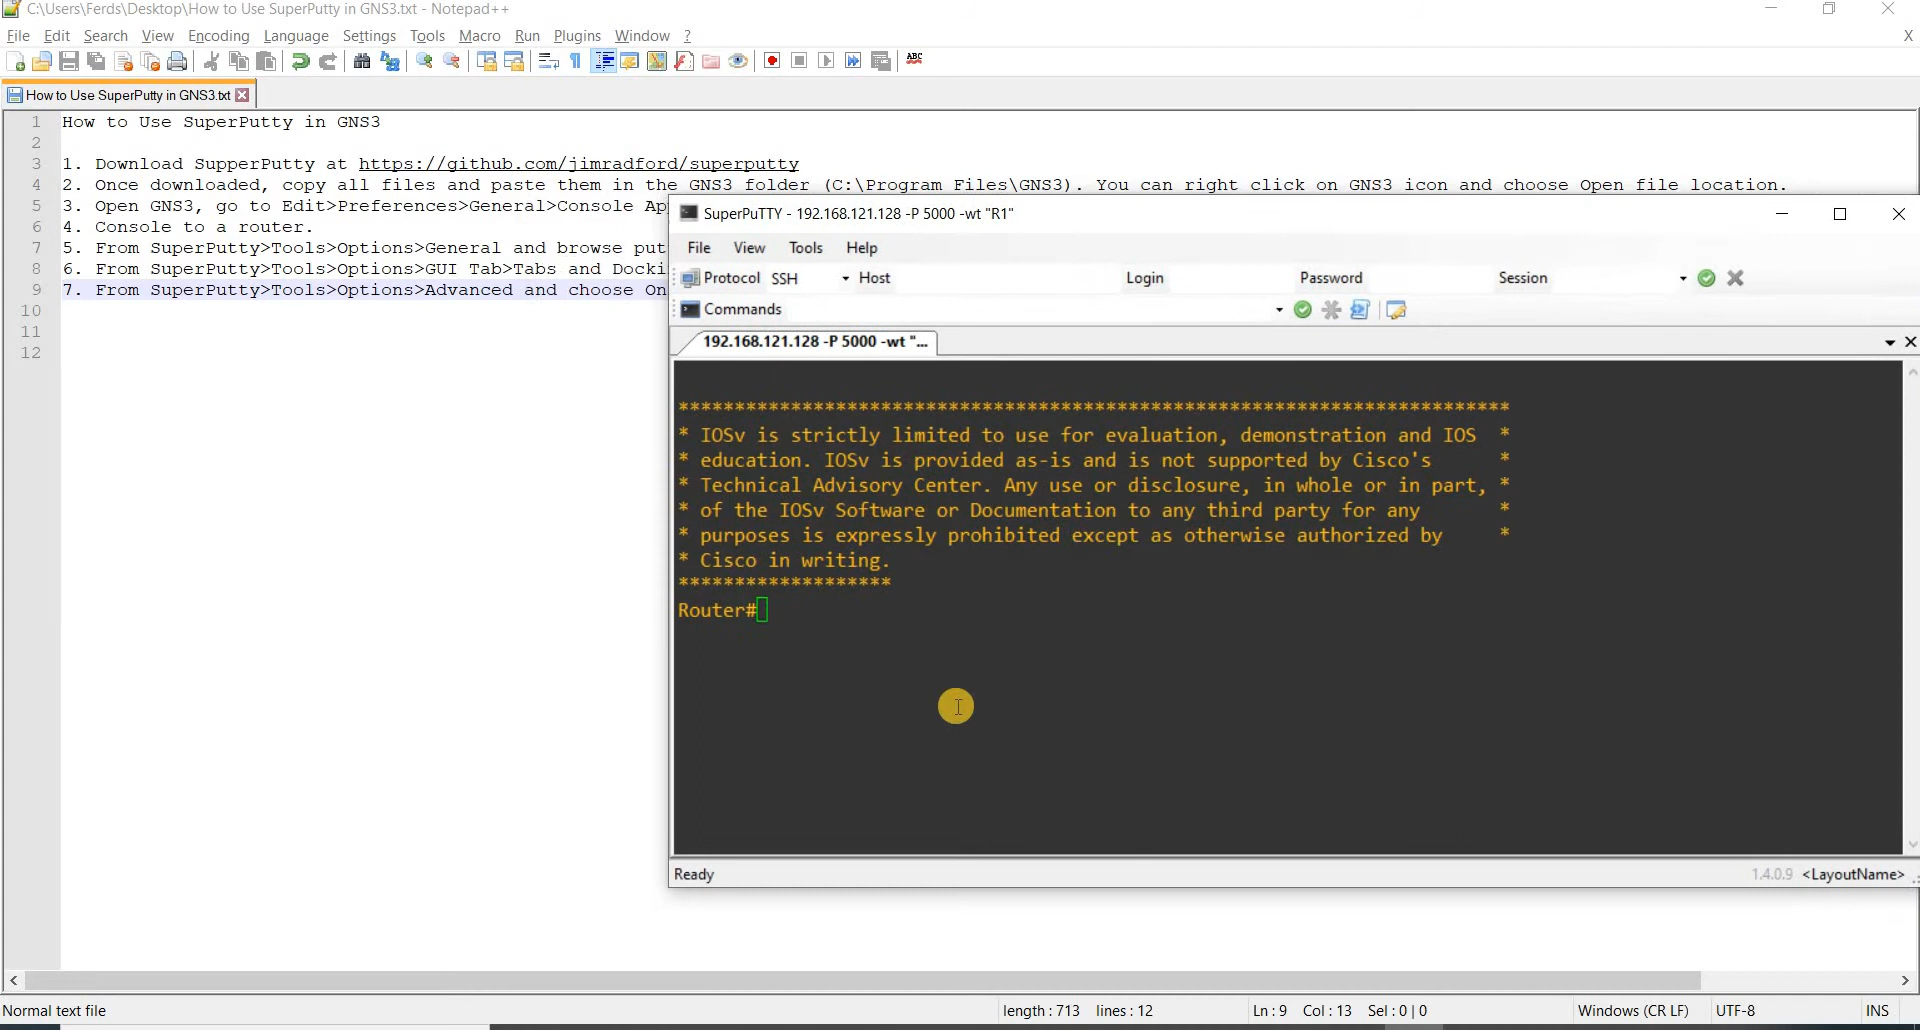 C:\Users\Ferds\Desktop\How to Use SuperPutty in GNS3.txt - Notepad++
File Edit Search View Encoding Language Settings Tools Macro Run Plugins Window ?
X
ABC
How to Use SuperPutty in GNS3.txt
1 How to Use SuperPutty in GNS3
2
3 1. Download SupperPutty at https://github.com/jimradford/superputty
4 2. Once downloaded, copy all files and paste them in the GNS3 folder (C:\Program Files\GNS3). You can right click on GNS3 icon and choose Open file location.
5 3. Open GNS3, go to Edit>Preferences>General>Console Ap
6 4. Console to a router.
7 5. From SuperPutty>Tools>Options>General and browse put
8 6. From SuperPutty>Tools>Options>GUI Tab>Tabs and Docki
9 7. From SuperPutty>Tools>Options>Advanced and choose On
10
11
12
SuperPuTTY - 192.168.121.128 -P 5000 -wt "R1"
File View Tools Help
Protocol SSH Host Login Password Session
Commands
192.168.121.128 -P 5000 -wt "...
**************************************************************************
* IOSv is strictly limited to use for evaluation, demonstration and IOS *
* education. IOSv is provided as-is and is not supported by Cisco's *
* Technical Advisory Center. Any use or disclosure, in whole or in part, *
* of the IOSv Software or Documentation to any third party for any *
* purposes is expressly prohibited except as otherwise authorized by *
* Cisco in writing.
*******************
Router#
Ready 1.4.0.9 <LayoutName>
Normal text file length : 713 lines : 12 Ln : 9 Col : 13 Sel : 0 | 0 Windows (CR LF) UTF-8 INS